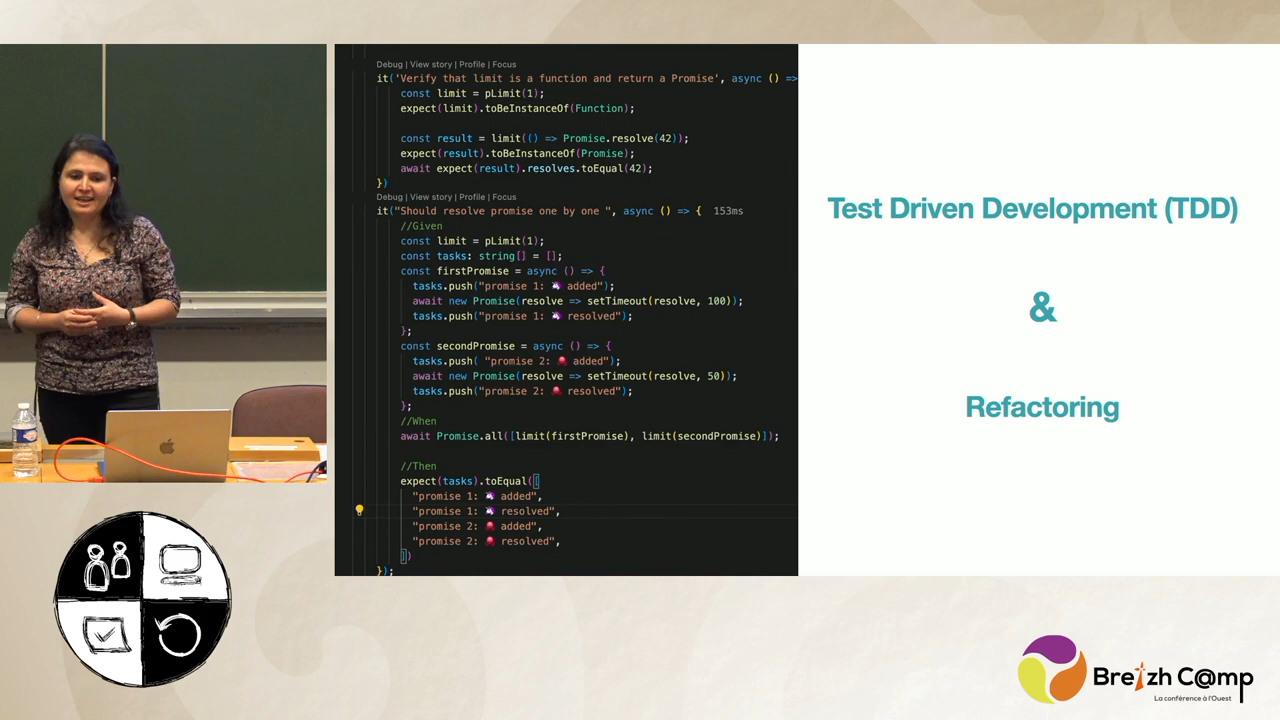 Debug | View story | Profile | Focus
it('Verify that limit is a function and return a Promise', async () =>
const limit = pLimit(1);
expect(limit).toBeInstanceOf(Function);
const result = limit(() => Promise.resolve(42));
expect(result).toBeInstanceOf(Promise);
await expect(result).resolves.toEqual(42);
})
Debug | View story | Profile | Focus
it("Should resolve promise one by one ", async () => { 153ms
//Given
const limit = pLimit(1);
const tasks: string[] = [];
const firstPromise = async () => {
tasks.push("promise 1: 🦄 added");
await new Promise(resolve => setTimeout(resolve, 100));
tasks.push("promise 1: 🦄 resolved");
};
const secondPromise = async () => {
tasks.push( "promise 2: 🐙 added");
await new Promise(resolve => setTimeout(resolve, 50));
tasks.push("promise 2: 🐙 resolved");
};
//When
await Promise.all([limit(firstPromise), limit(secondPromise)]);
//Then
expect(tasks).toEqual([
"promise 1: 🦄 added",
"promise 1: 🦄 resolved",
"promise 2: 🐙 added",
"promise 2: 🐙 resolved",
])
});
Test Driven Development (TDD)
&
Refactoring
Breizh C@mp
La conférence à l'Ouest